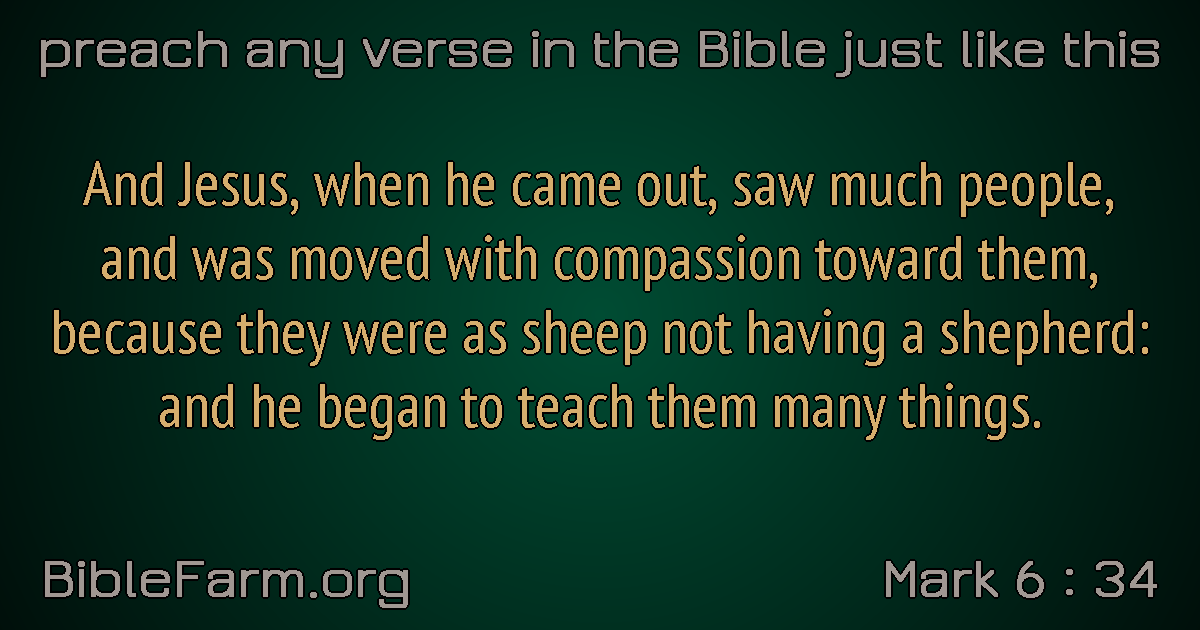 preach any verse in the Bible just like this
And Jesus, when he came out, saw much people,
and was moved with compassion toward them,
because they were as sheep not having a shepherd:
and he began to teach them many things.
BibleFarm.org
Mark 6 : 34